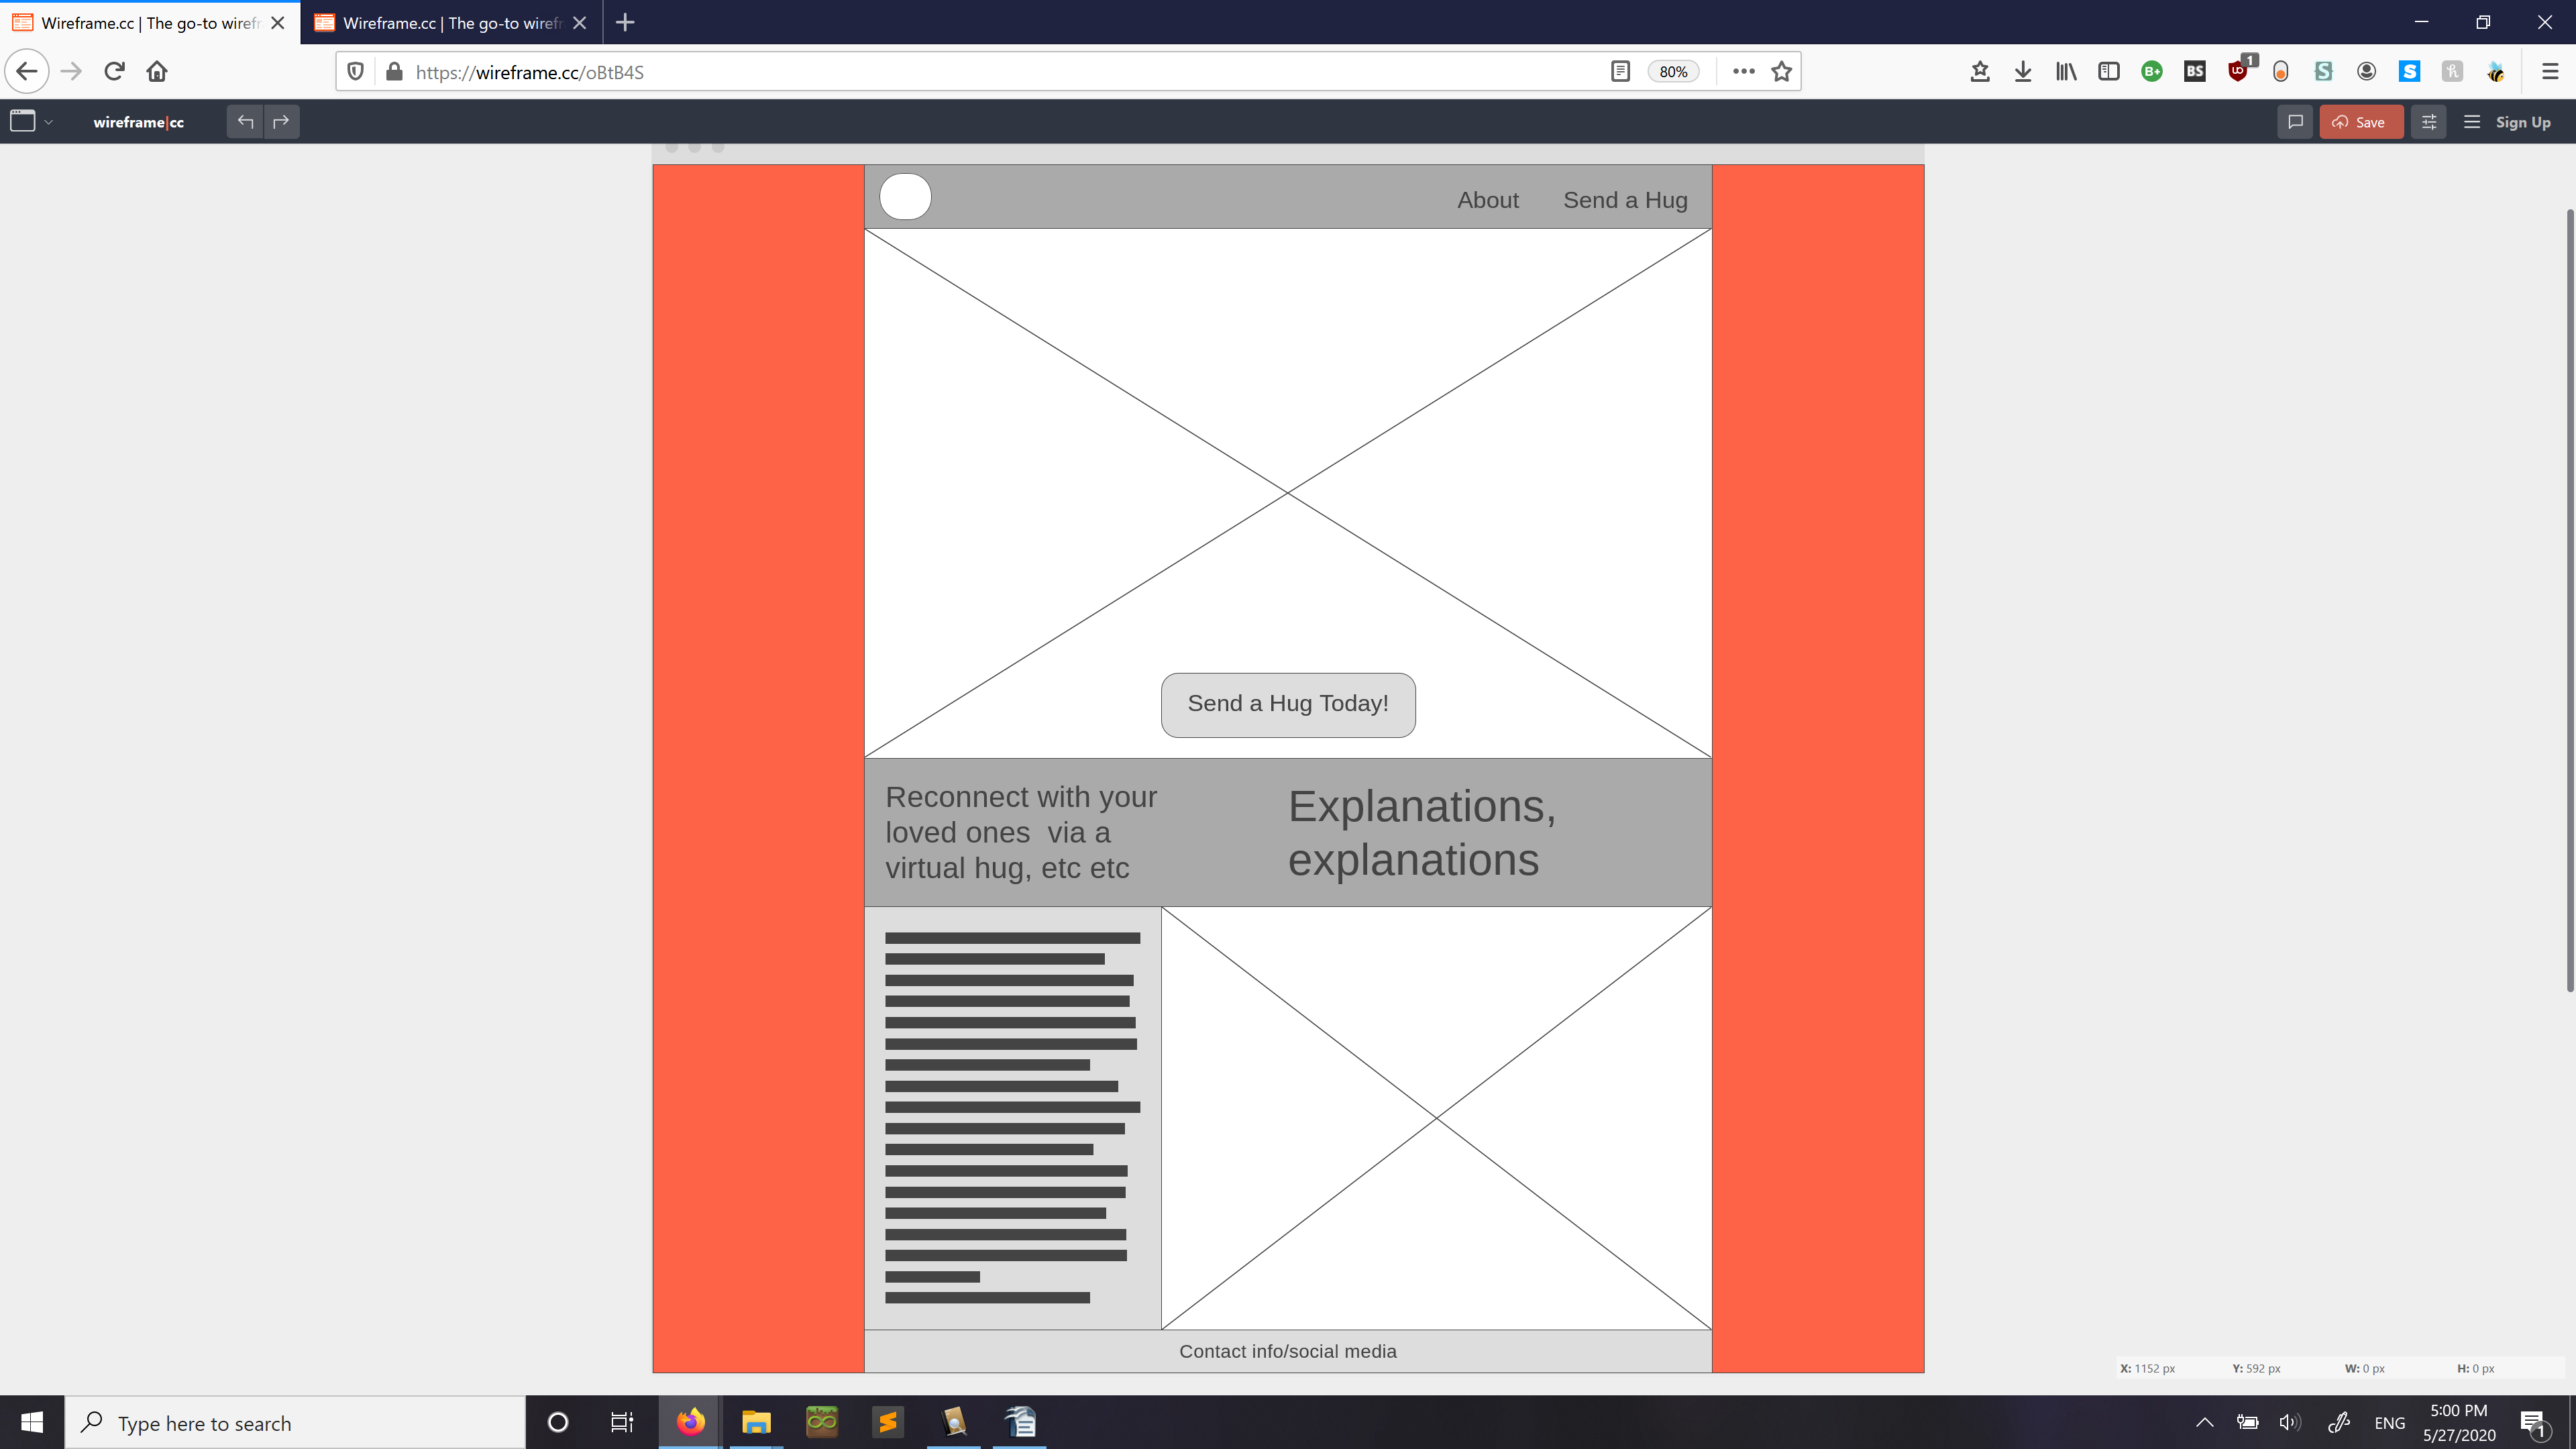 Wireframe.cc | The go-to wirefr
Wireframe.cc | The go-to wirefr
https://wireframe.cc/oBtB4S
80%
B+
BS
1
wireframe|cc
Save
Sign Up
About
Send a Hug
Send a Hug Today!
Reconnect with your
loved ones  via a
virtual hug, etc etc
Explanations,
explanations
Contact info/social media
X: 1152 px
Y: 592 px
W: 0 px
H: 0 px
Type here to search
ENG
5:00 PM
5/27/2020
1